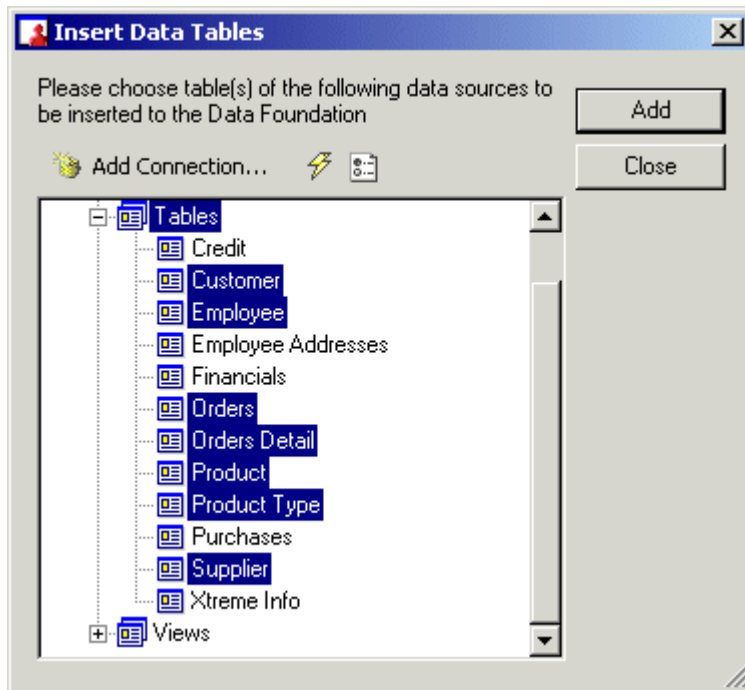 Insert Data Tables
Please choose table(s) of the following data sources to
be inserted to the Data Foundation
Add
Add Connection...
Close
Tables
Credit
Customer
Employee
Employee Addresses
Financials
Orders
Orders Detail
Product
Product Type
Purchases
Supplier
Xtreme Info
Views